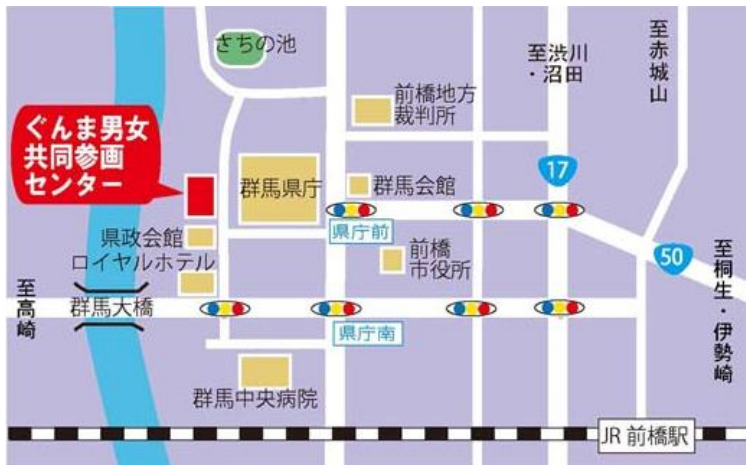 さちの池
至渋川
・沼田
至赤城山
前橋地方
裁判所
ぐんま男女
共同参画
センター
17
群馬県庁
群馬会館
県庁前
県政会館
前橋
市役所
50
ロイヤルホテル
至高崎
群馬大橋
至桐生・伊勢崎
県庁南
群馬中央病院
JR 前橋駅